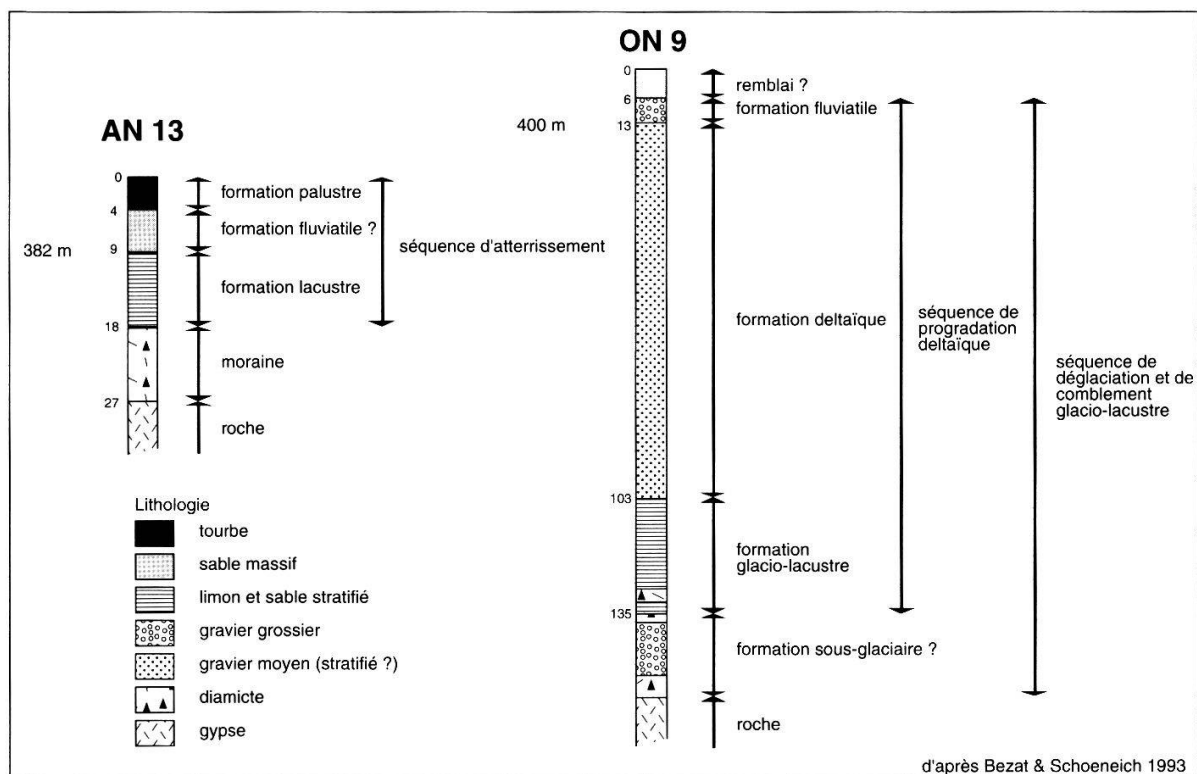 AN 13
382 m
0
4
9
18
27
formation palustre
formation fluviatile ?
formation lacustre
moraine
roche
séquence d'atterrissement
Lithologie
tourbe
sable massif
limon et sable stratifié
gravier grossier
gravier moyen (stratifié ?)
diamicte
gypse
ON 9
400 m
0
6
13
103
135
remblai ?
formation fluviatile
formation deltaïque
formation
glacio-lacustre
formation sous-glaciaire ?
roche
séquence de
progradation
deltaïque
séquence de
déglaciation et de
comblement
glacio-lacustre
d'après Bezat & Schoeneich 1993